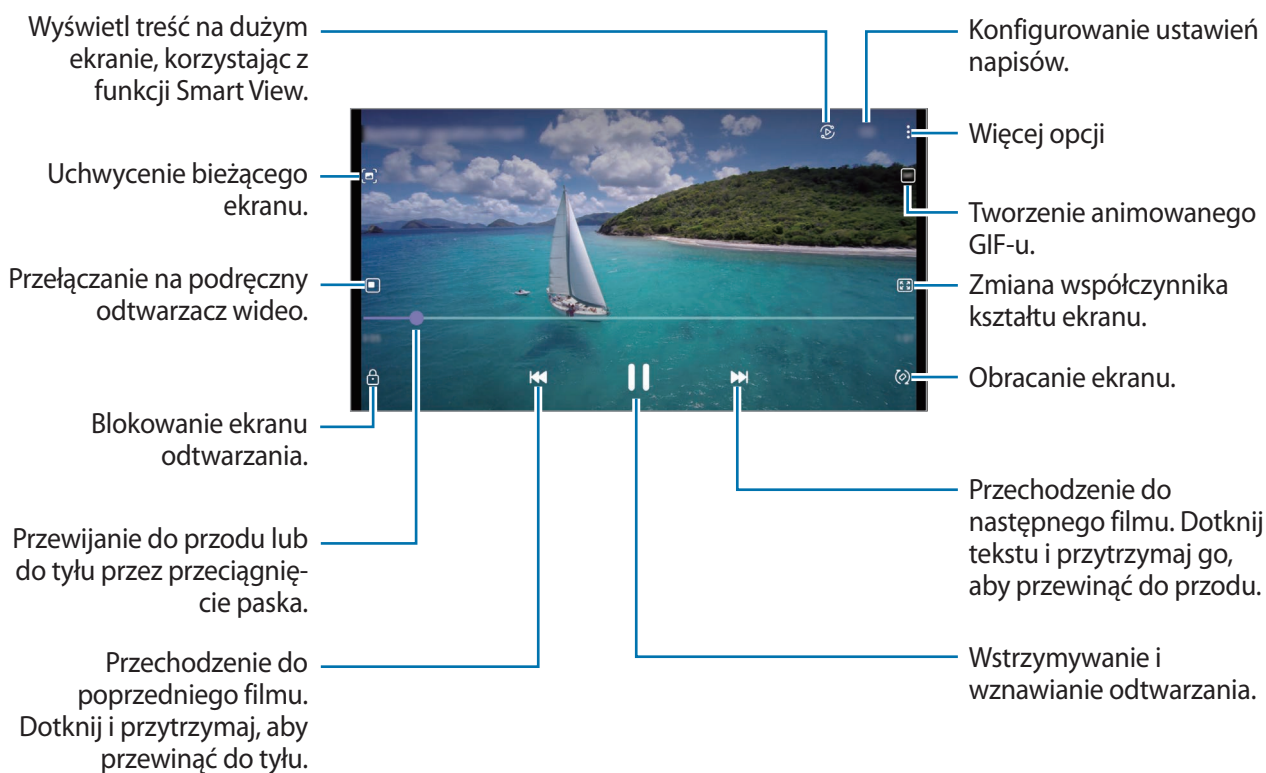 Wyświetl treść na dużym
ekranie, korzystając z
funkcji Smart View.
Uchwycenie bieżącego
ekranu.
Przełączanie na podręczny
odtwarzacz wideo.
Blokowanie ekranu
odtwarzania.
Przewijanie do przodu lub
do tyłu przez przeciągnię-
cie paska.
Przechodzenie do
poprzedniego filmu.
Dotknij i przytrzymaj, aby
przewinąć do tyłu.
Konfigurowanie ustawień
napisów.
Więcej opcji
Tworzenie animowanego
GIF-u.
Zmiana współczynnika
kształtu ekranu.
Obracanie ekranu.
Przechodzenie do
następnego filmu. Dotknij
tekstu i przytrzymaj go,
aby przewinąć do przodu.
Wstrzymywanie i
wznawianie odtwarzania.